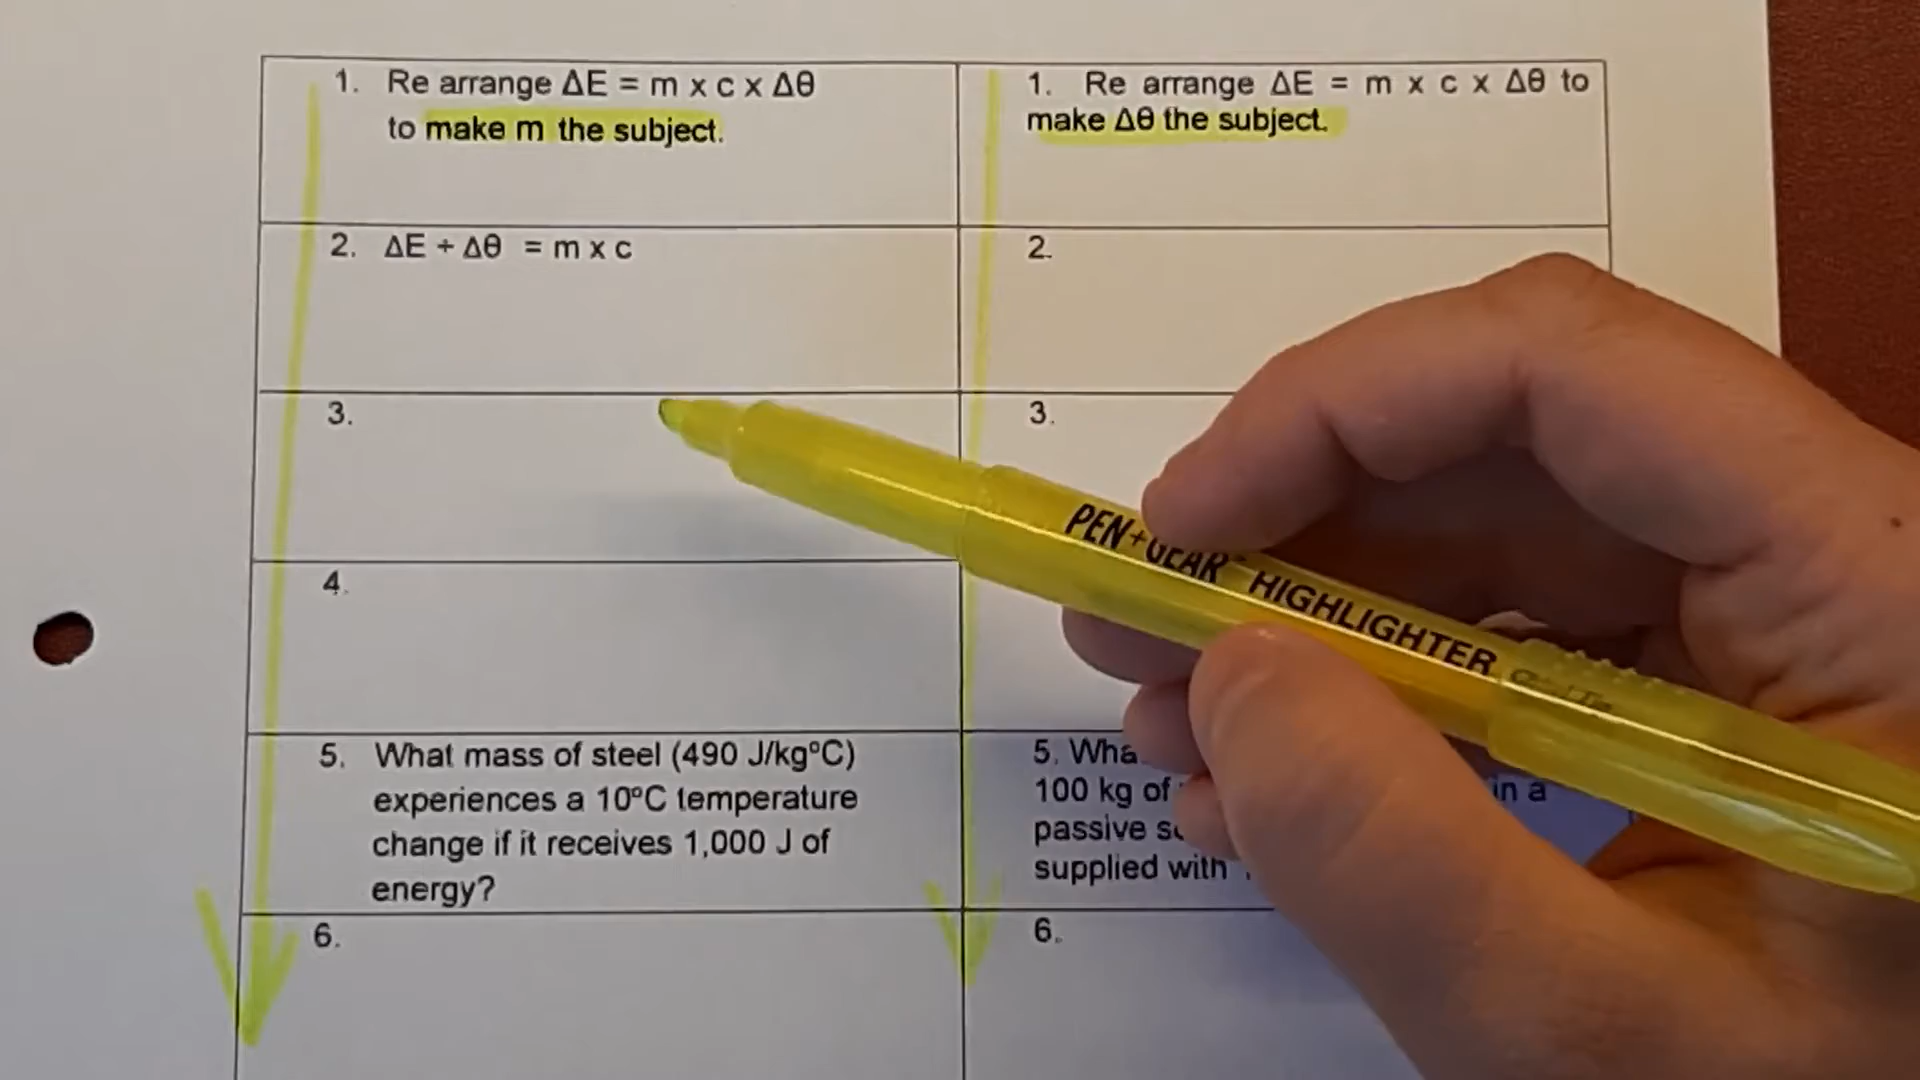 1. Re arrange ΔE = m x c x Δθ
to make m the subject.
1. Re arrange ΔE = m x c x Δθ to
make Δθ the subject.
2. ΔE ÷ Δθ = m x c
2.
3.
3.
4.
5. What mass of steel (490 J/kg°C)
experiences a 10°C temperature
change if it receives 1,000 J of
energy?
5. Wha
100 kg of
in a
passive
supplied with
6.
6.
PEN+GEAR HIGHLIGHTER